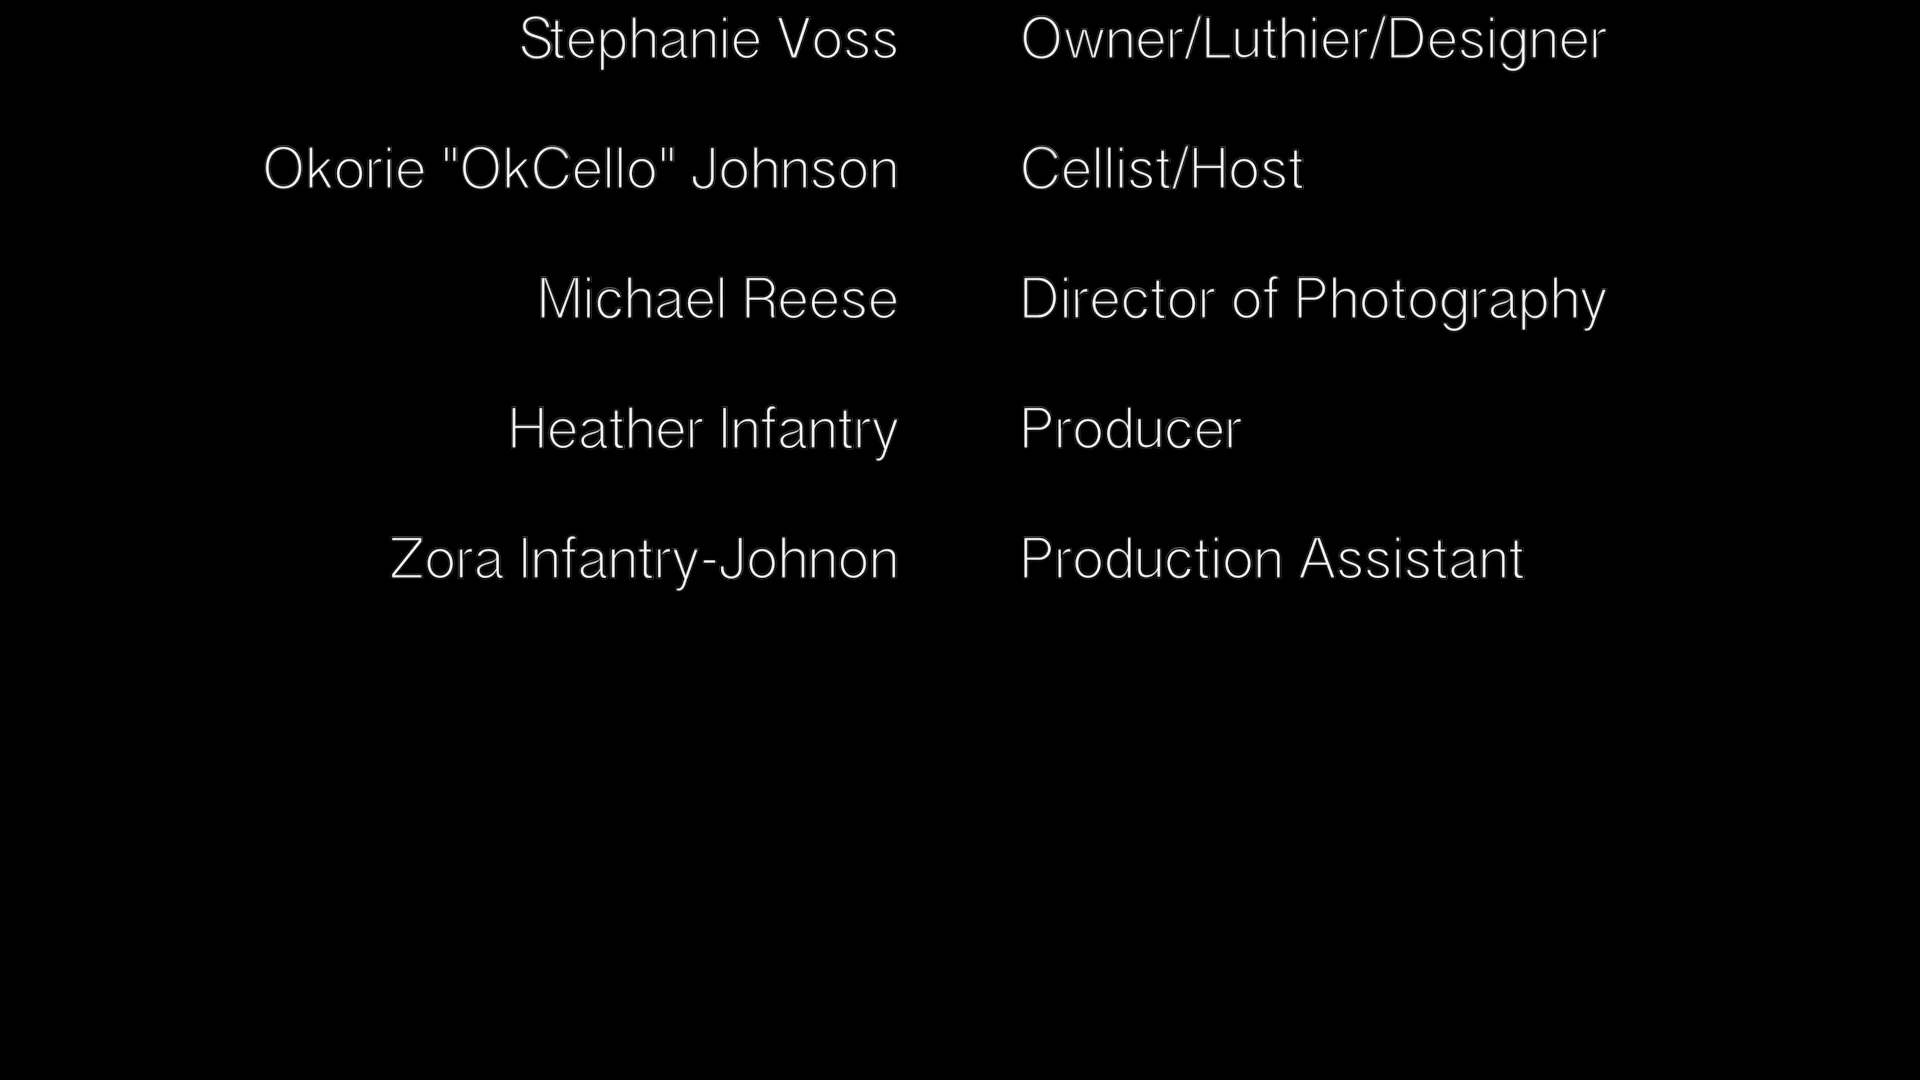 Stephanie Voss Owner/Luthier/Designer
Okorie "OkCello" Johnson Cellist/Host
Michael Reese Director of Photography
Heather Infantry Producer
Zora Infantry-Johnon Production Assistant